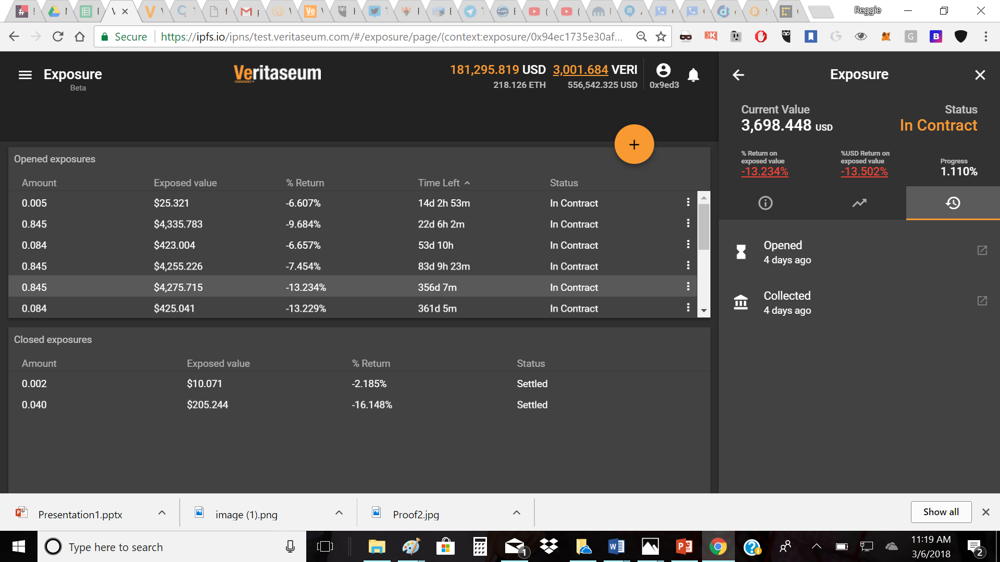 Reggie
Secure https://ipfs.io/ipns/test.veritaseum.com/#/exposure/page/(context:exposure/0x94ec1735e30af...
Exposure
Beta
Veritaseum
181,295.819 USD 3,001.684 VERI
218.126 ETH 556,542.325 USD 0x9ed3
Exposure
Current Value Status
3,698.448 USD In Contract
% Return on exposed value
-13.234%
%USD Return on exposed value
-13.502%
Progress
1.110%
Opened exposures
Amount Exposed value % Return Time Left Status
0.005 $25.321 -6.607% 14d 2h 53m In Contract
0.845 $4,335.783 -9.684% 22d 6h 2m In Contract
0.084 $423.004 -6.657% 53d 10h In Contract
0.845 $4,255.226 -7.454% 83d 9h 23m In Contract
0.845 $4,275.715 -13.234% 356d 7m In Contract
0.084 $425.041 -13.229% 361d 5m In Contract
Opened
4 days ago
Collected
4 days ago
Closed exposures
Amount Exposed value % Return Status
0.002 $10.071 -2.185% Settled
0.040 $205.244 -16.148% Settled
Presentation1.pptx image (1).png Proof2.jpg Show all
Type here to search
1
11:19 AM
3/6/2018
2